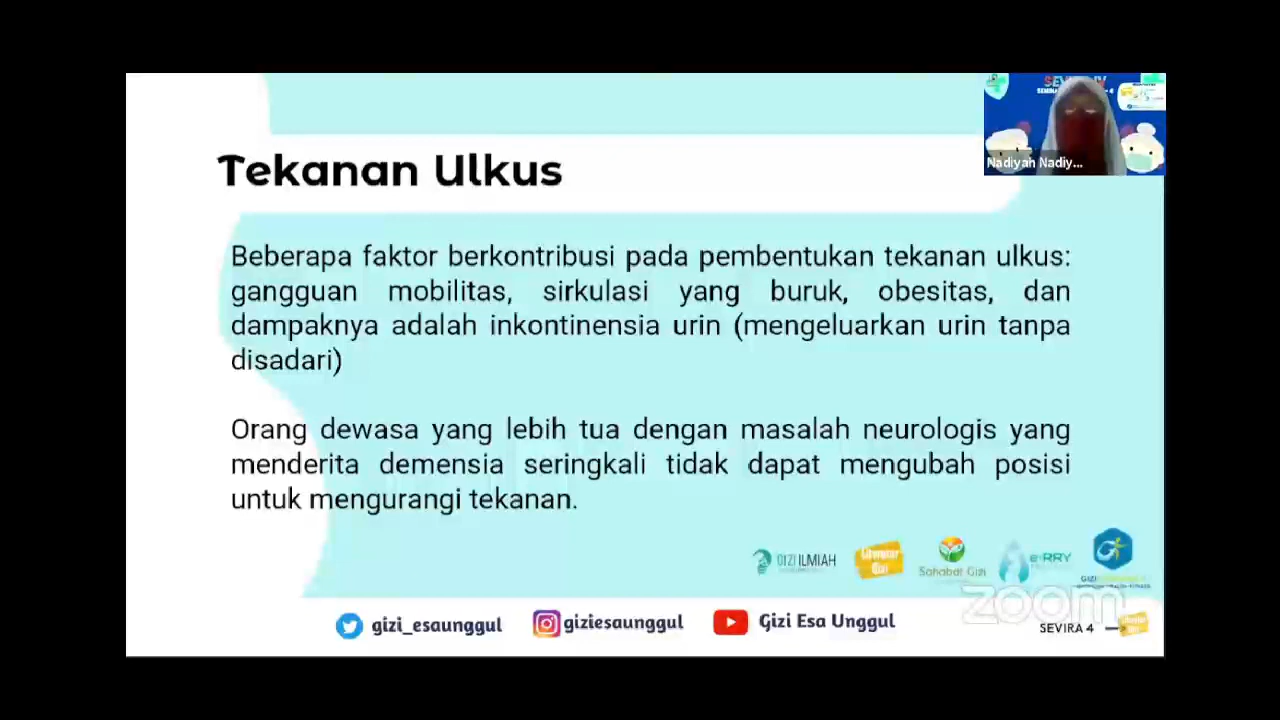 Tekanan Ulkus
Nadiyah Nadiy...
Beberapa faktor berkontribusi pada pembentukan tekanan ulkus:
gangguan mobilitas, sirkulasi yang buruk, obesitas, dan
dampaknya adalah inkontinensia urin (mengeluarkan urin tanpa
disadari)
Orang dewasa yang lebih tua dengan masalah neurologis yang
menderita demensia seringkali tidak dapat mengubah posisi
untuk mengurangi tekanan.
GIZI ILMIAH
Literatur
Gizi
Sahabat Gizi
e-RRY
gizi_esaunggul
giziesaunggul
Gizi Esa Unggul
zoom
SEVIRA 4